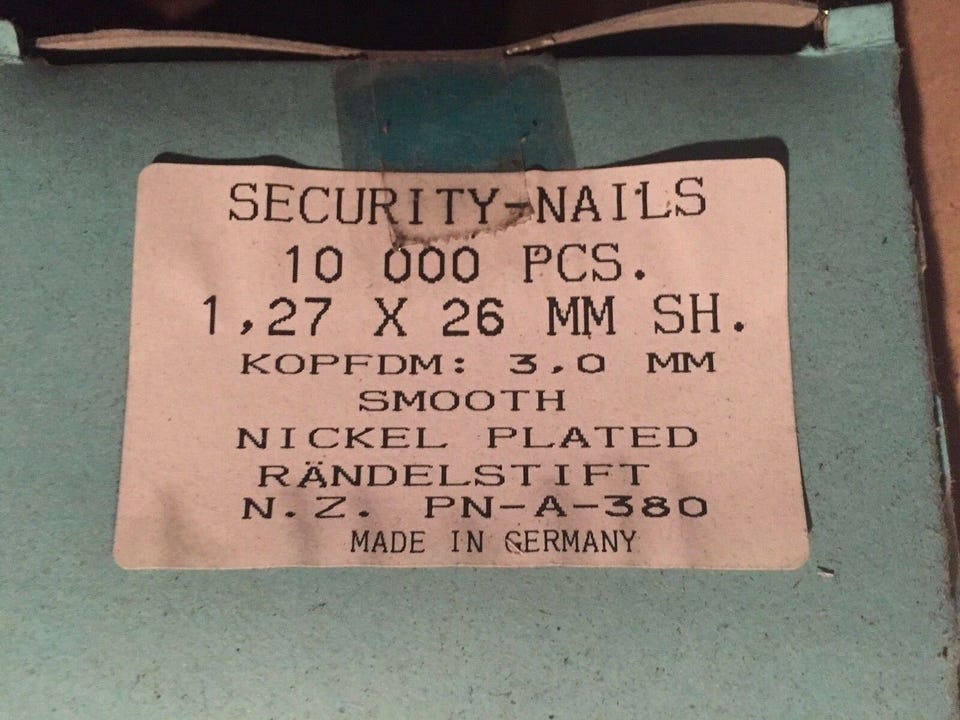 SECURITY-NAILS
10 000 PCS.
1,27 X 26 MM SH.
KOPFDM: 3,0 MM
SMOOTH
NICKEL PLATED
RÄNDELSTIFT
N.Z. PN-A-380
MADE IN GERMANY